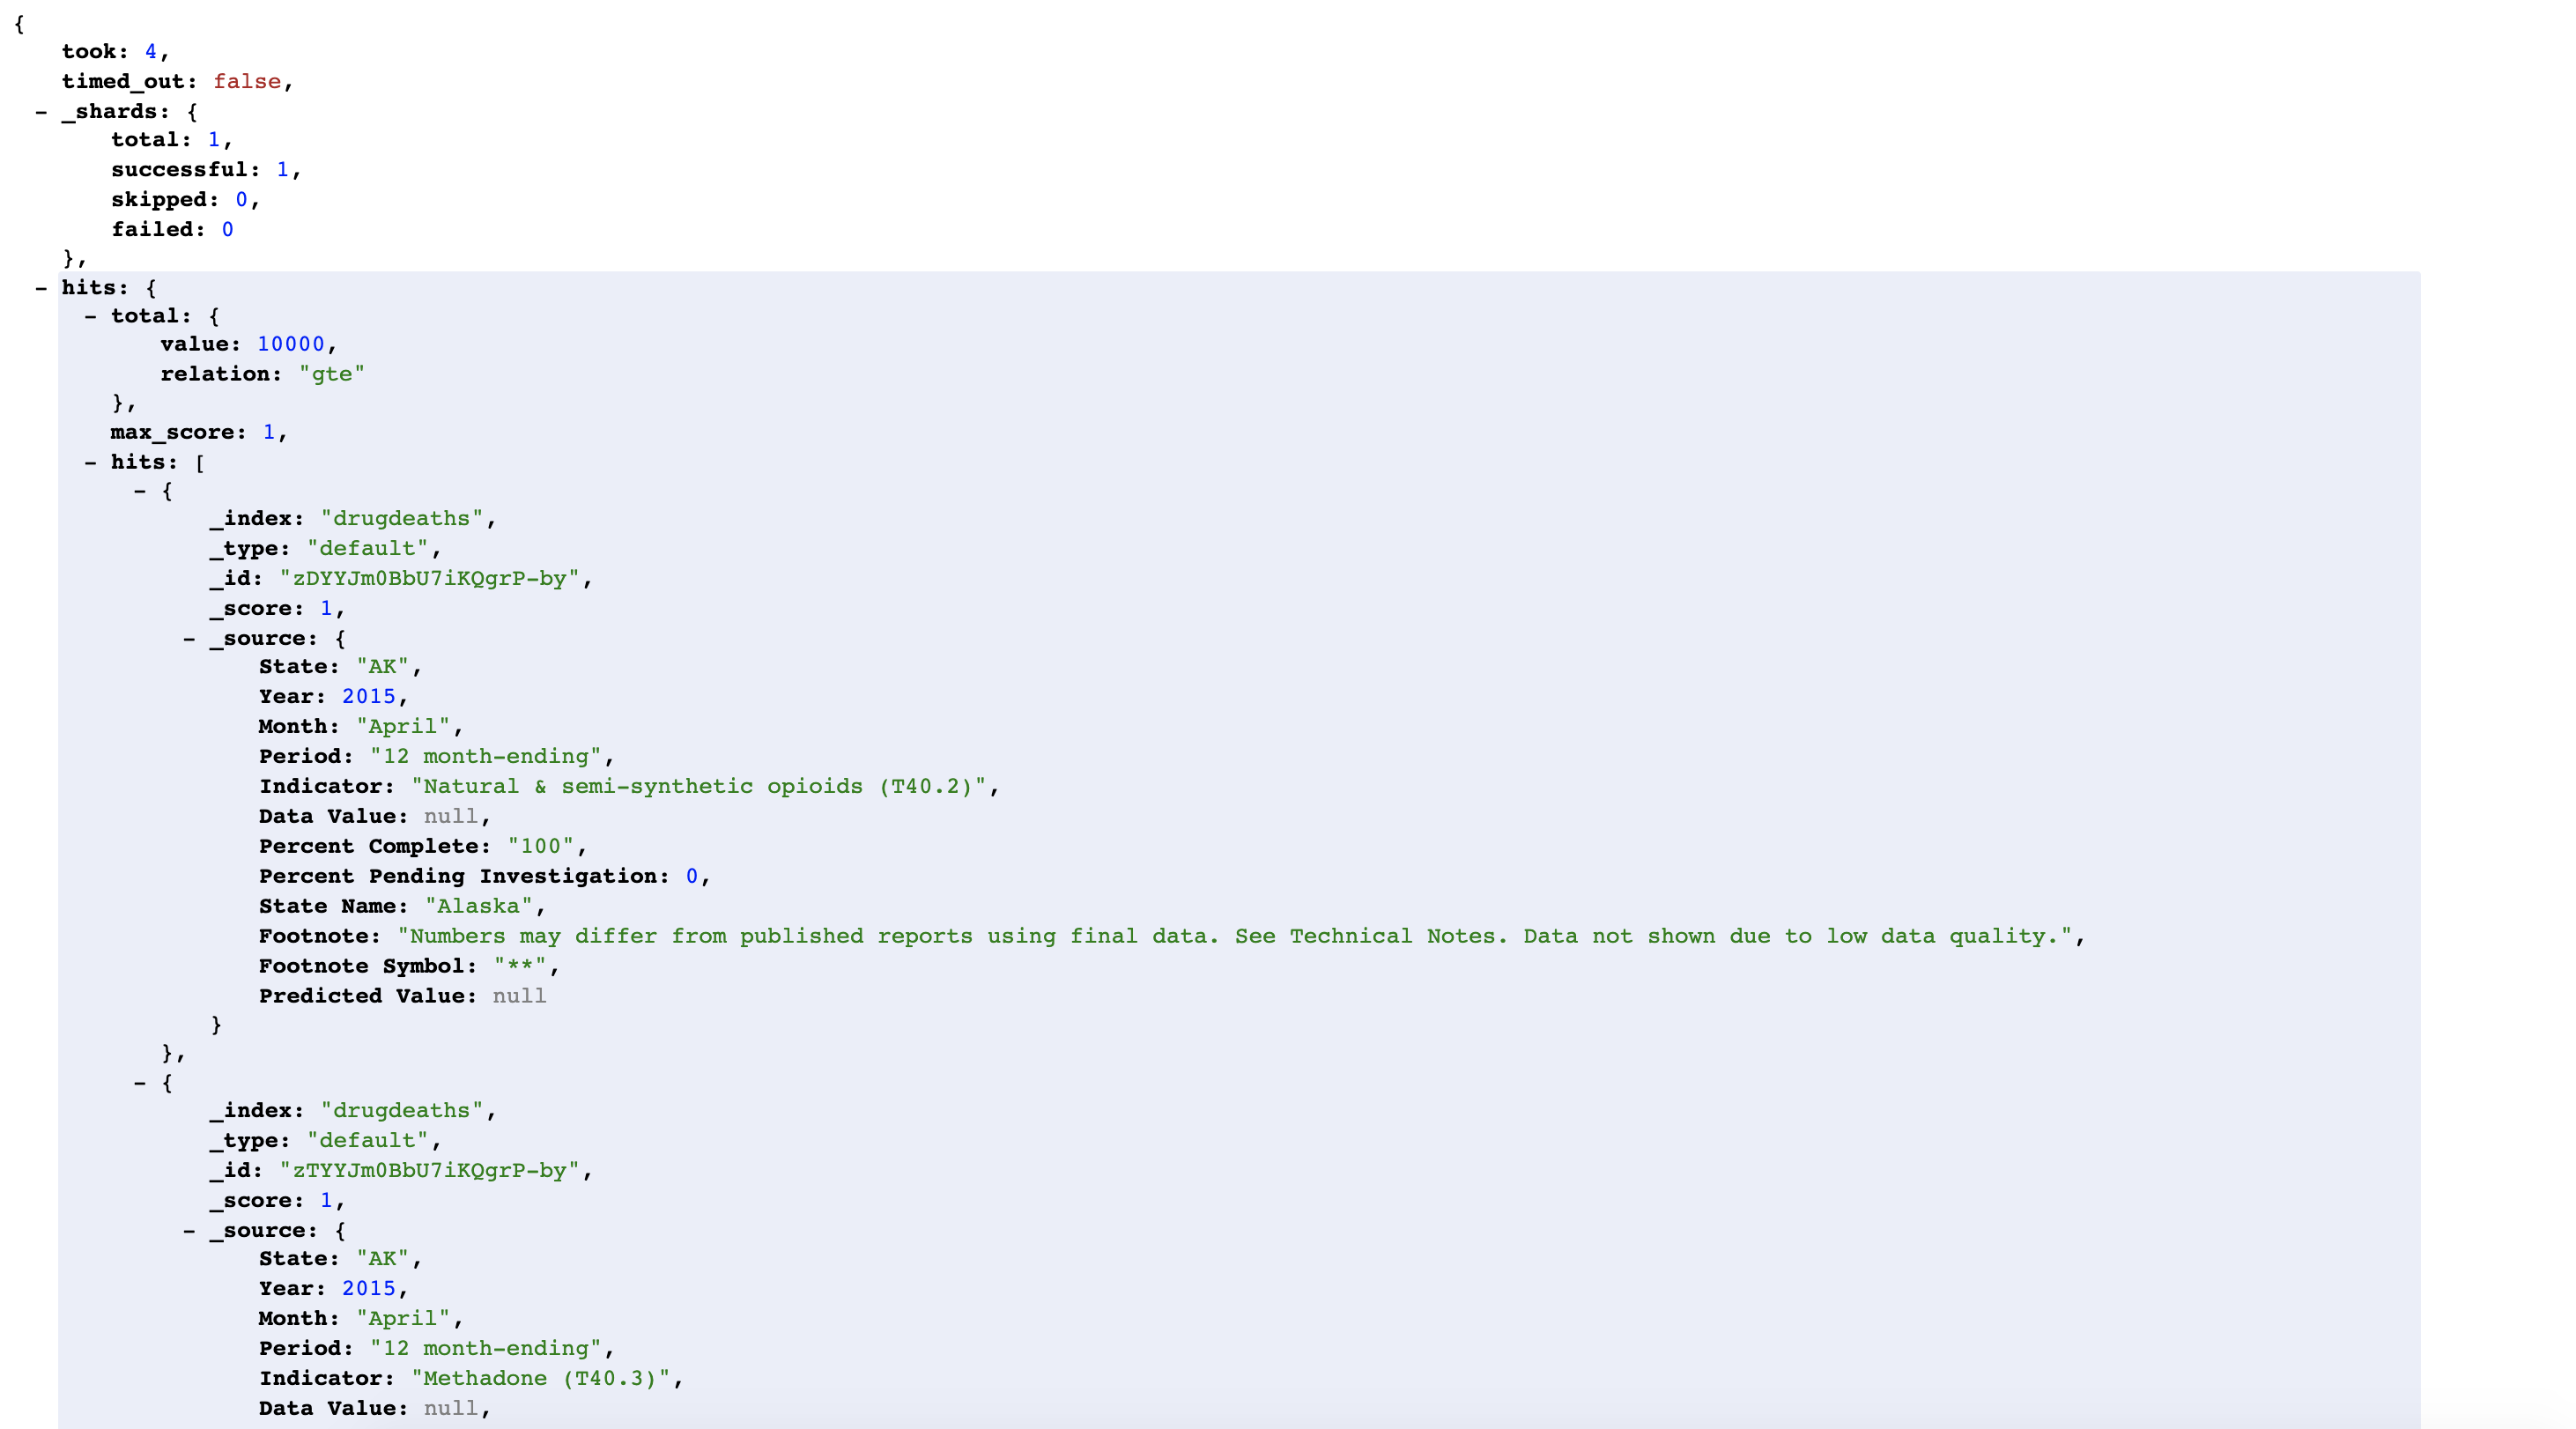 {
took: 4,
timed_out: false,
- _shards: {
total: 1,
successful: 1,
skipped: 0,
failed: 0
},
- hits: {
- total: {
value: 10000,
relation: "gte"
},
max_score: 1,
- hits: [
- {
_index: "drugdeaths",
_type: "default",
_id: "zDYYJm0BbU7iKQgrP-by",
_score: 1,
- _source: {
State: "AK",
Year: 2015,
Month: "April",
Period: "12 month-ending",
Indicator: "Natural & semi-synthetic opioids (T40.2)",
Data Value: null,
Percent Complete: "100",
Percent Pending Investigation: 0,
State Name: "Alaska",
Footnote: "Numbers may differ from published reports using final data. See Technical Notes. Data not shown due to low data quality.",
Footnote Symbol: "**",
Predicted Value: null
}
},
- {
_index: "drugdeaths",
_type: "default",
_id: "zTYYJm0BbU7iKQgrP-by",
_score: 1,
- _source: {
State: "AK",
Year: 2015,
Month: "April",
Period: "12 month-ending",
Indicator: "Methadone (T40.3)",
Data Value: null,